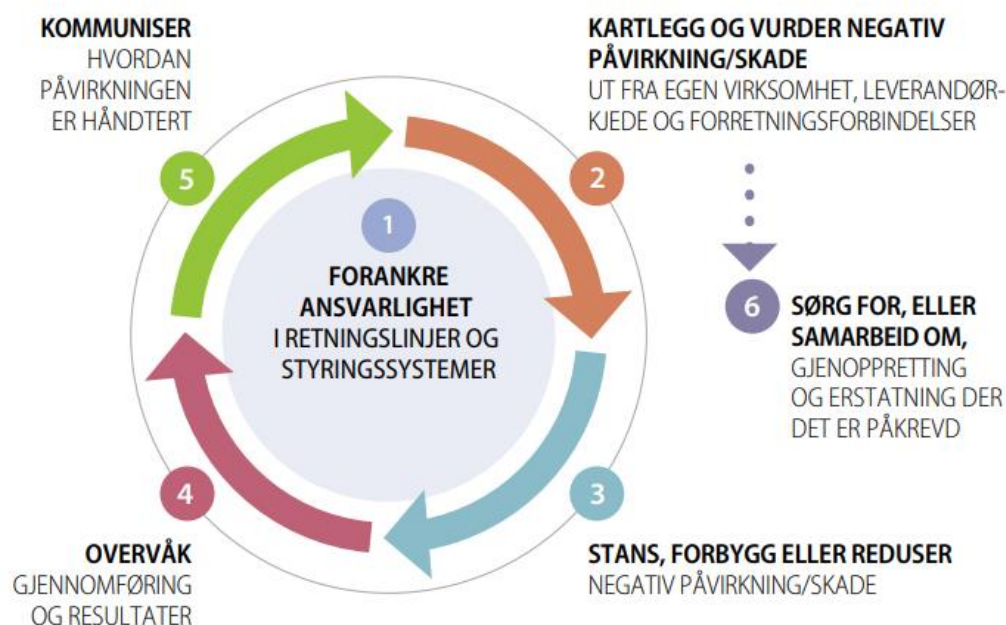 1
FORANKRE
ANSVARLIGHET
I RETNINGSLINJER OG
STYRINGSSYSTEMER
2
KARTLEGG OG VURDER NEGATIV
PÅVIRKNING/SKADE
UT FRA EGEN VIRKSOMHET, LEVERANDØR-
KJEDE OG FORRETNINGSFORBINDELSER
3
STANS, FORBYGG ELLER REDUSER
NEGATIV PÅVIRKNING/SKADE
4
OVERVÅK
GJENNOMFØRING
OG RESULTATER
5
KOMMUNISER
HVORDAN
PÅVIRKNINGEN
ER HÅNDTERT
6
SØRG FOR, ELLER
SAMARBEID OM,
GJENOPPRETTING
OG ERSTATNING DER
DET ER PÅKREVD